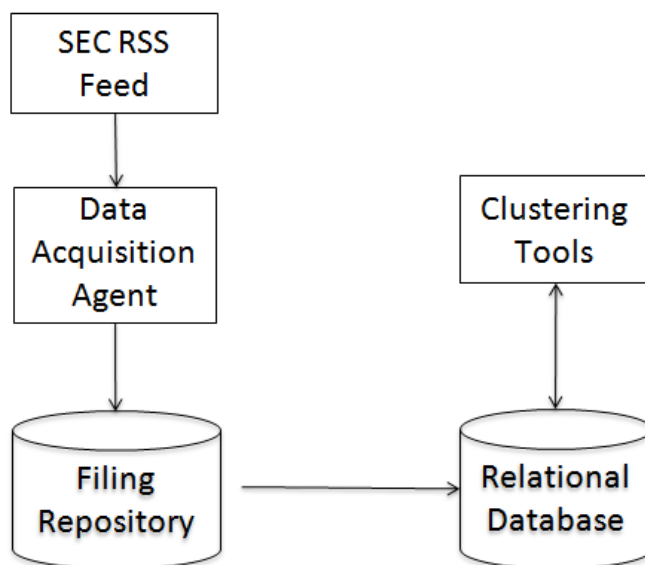 SEC RSS
Feed
Data
Acquisition
Agent
Clustering
Tools
Filing
Repository
Relational
Database